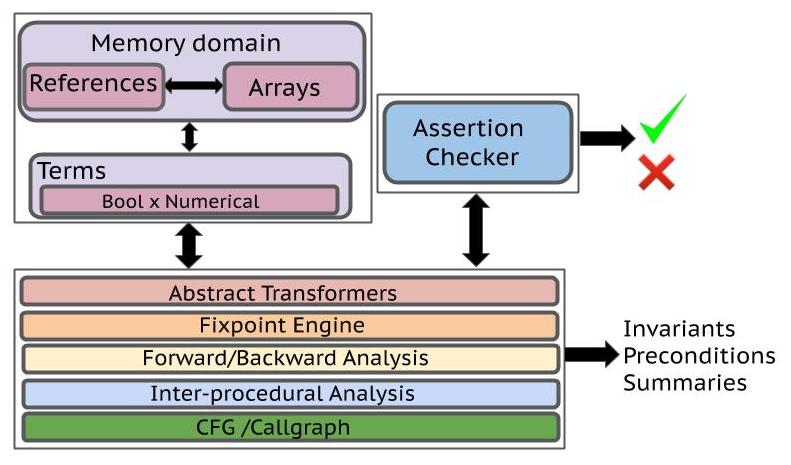 Memory domain
References
Arrays
Terms
Bool x Numerical
Assertion
Checker
Abstract Transformers
Fixpoint Engine
Forward/Backward Analysis
Inter-procedural Analysis
CFG /Callgraph
Invariants
Preconditions
Summaries